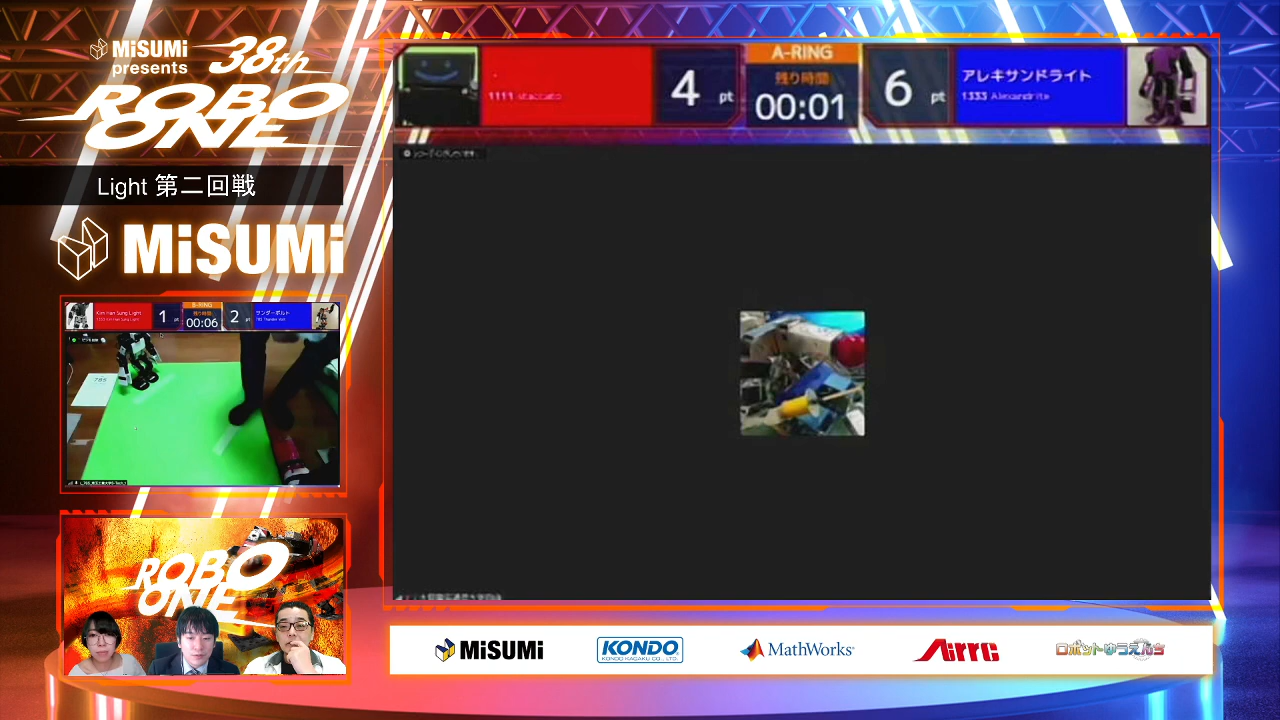 MiSUMi
presents
38th
ROBO
ONE
Light 第二回戦
MiSUMi
A-RING
残り時間
00:01
4 pt
6 pt
1111 staccato
アレキサンドライト
1333 Alexandrite
B-RING
残り時間
00:06
Kim Han Sung Light
1 pt
2 pt
サンダーボルト
ROBO
ONE
MiSUMi
KONDO
KONDO KAGAKU CO., LTD.
MathWorks
Airrc
ロボットゆうえんち